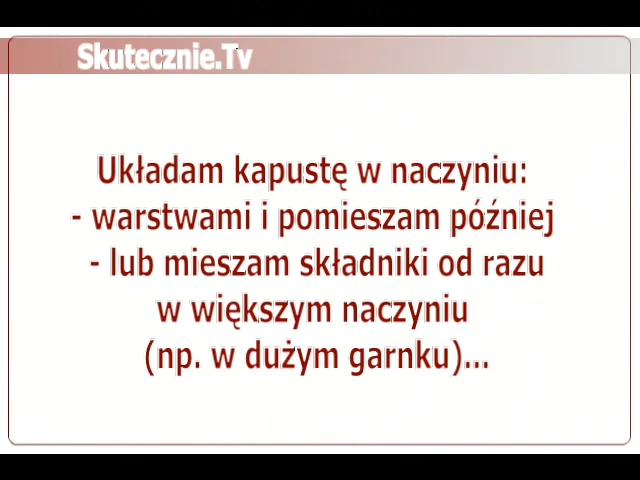 Skutecznie.Tv
Układam kapustę w naczyniu:
- warstwami i pomieszam później
- lub mieszam składniki od razu
w większym naczyniu
(np. w dużym garnku)...